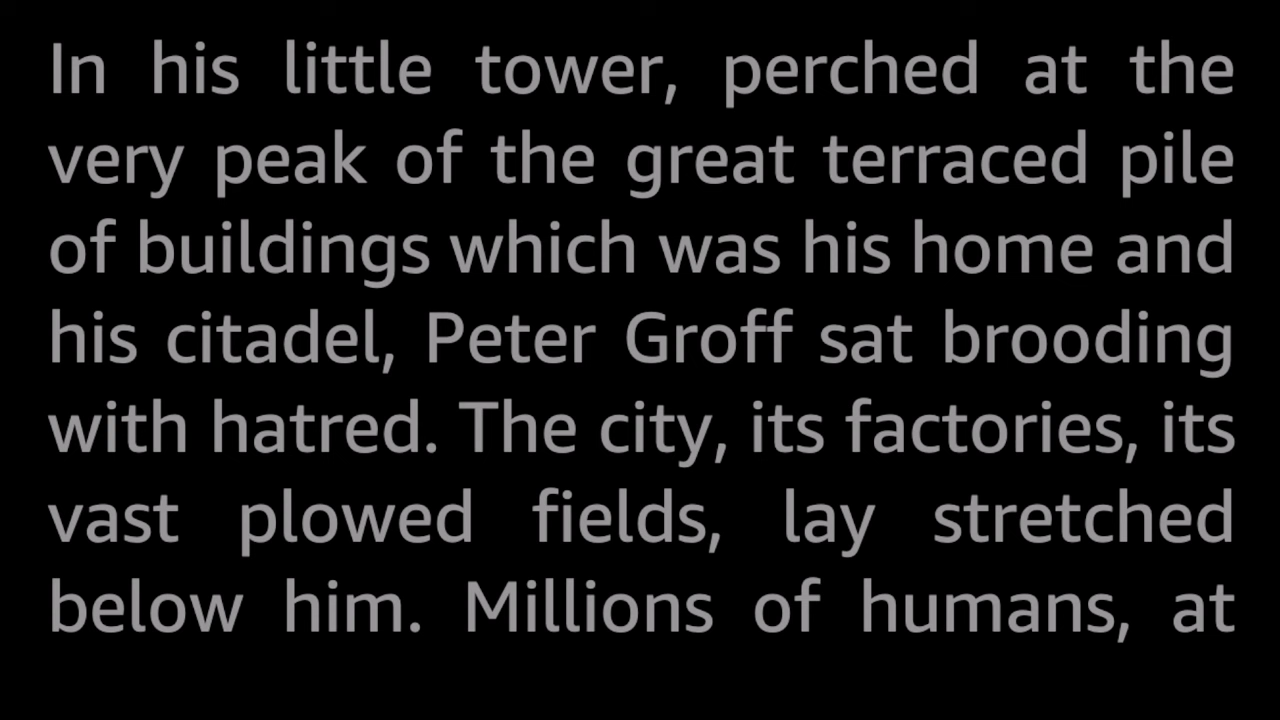 In his little tower, perched at the
very peak of the great terraced pile
of buildings which was his home and
his citadel, Peter Groff sat brooding
with hatred. The city, its factories, its
vast plowed fields, lay stretched
below him. Millions of humans, at